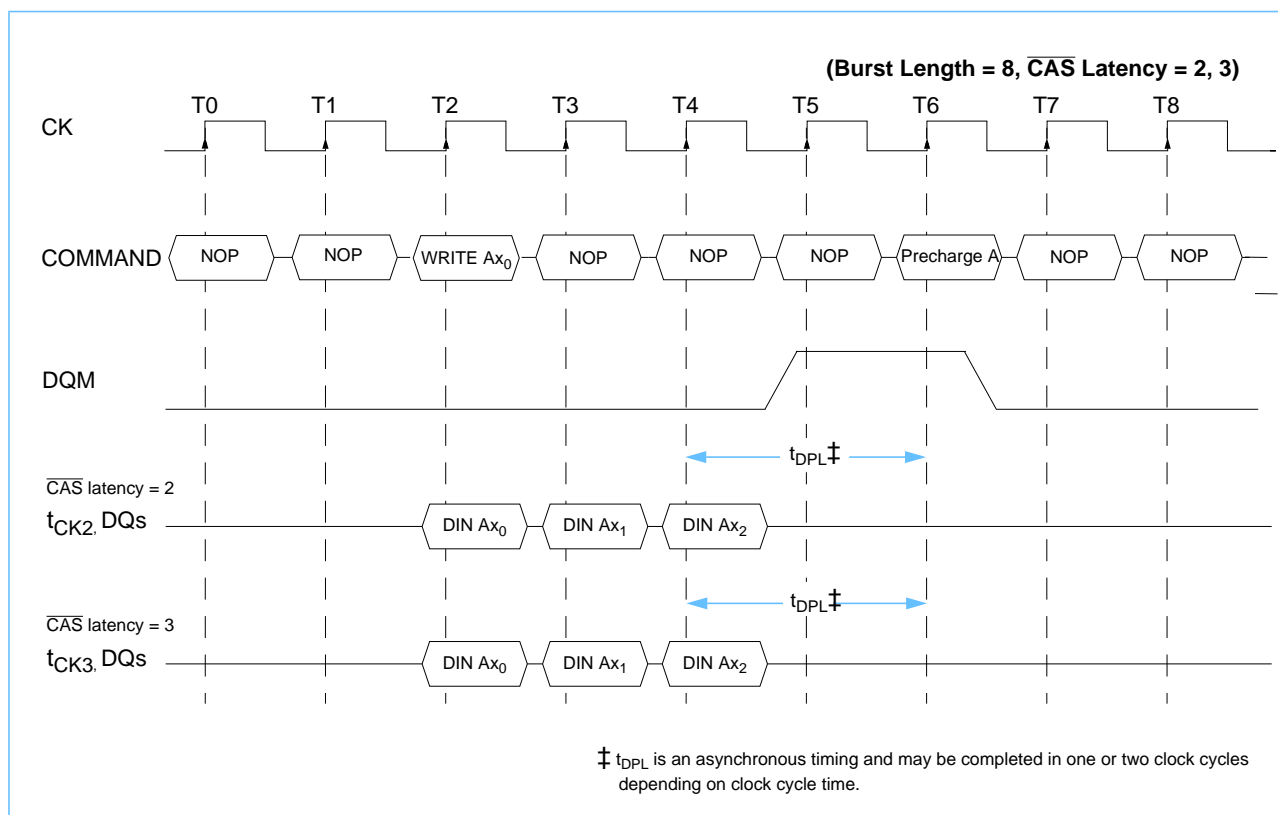 (Burst Length = 8, CAS Latency = 2, 3)
T0 T1 T2 T3 T4 T5 T6 T7 T8
CK
COMMAND NOP NOP WRITE Ax0 NOP NOP NOP Precharge A NOP NOP
DQM
tDPL‡
CAS latency = 2
tCK2, DQs DIN Ax0 DIN Ax1 DIN Ax2
tDPL‡
CAS latency = 3
tCK3, DQs DIN Ax0 DIN Ax1 DIN Ax2
‡ tDPL is an asynchronous timing and may be completed in one or two clock cycles
depending on clock cycle time.